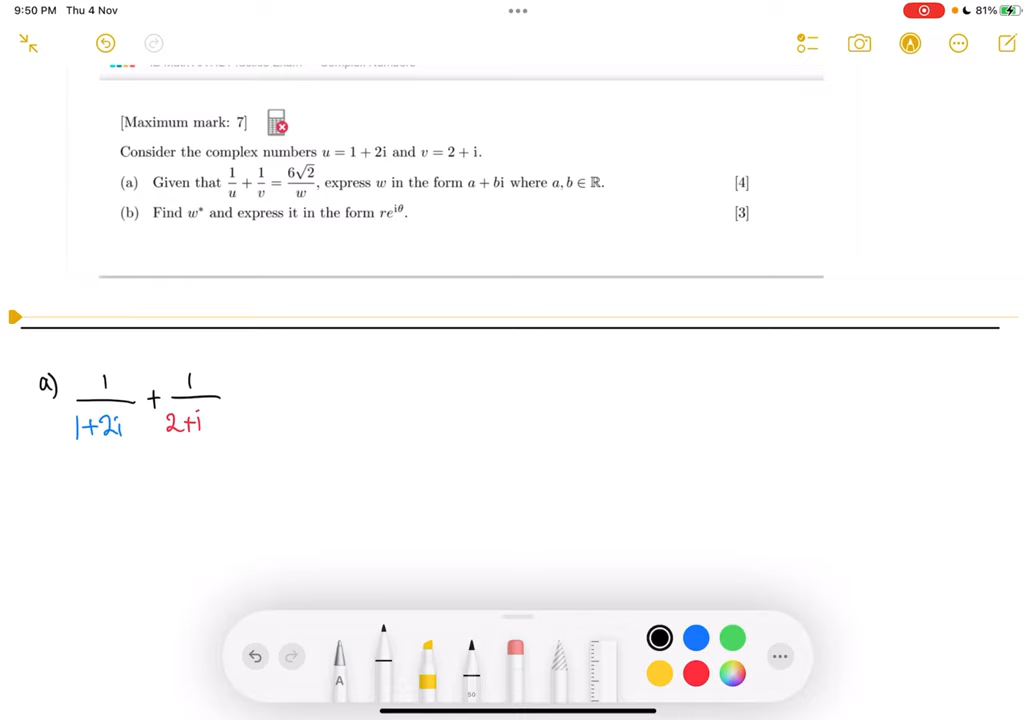 9:50 PM Thu 4 Nov
81%
[Maximum mark: 7]
Consider the complex numbers u = 1 + 2i and v = 2 + i.
(a) Given that 1/u + 1/v = 6√2/w, express w in the form a + bi where a, b ∈ ℝ. [4]
(b) Find w* and express it in the form re^{iθ}. [3]
a) 1/(1+2i) + 1/(2+i)
A
50